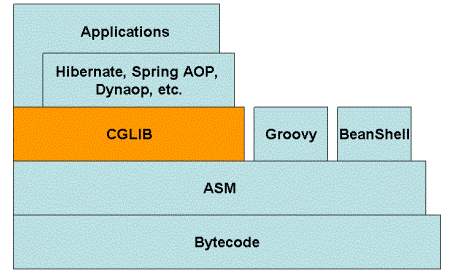 Applications
Hibernate, Spring AOP,
Dynaop, etc.
CGLIB
Groovy
BeanShell
ASM
Bytecode